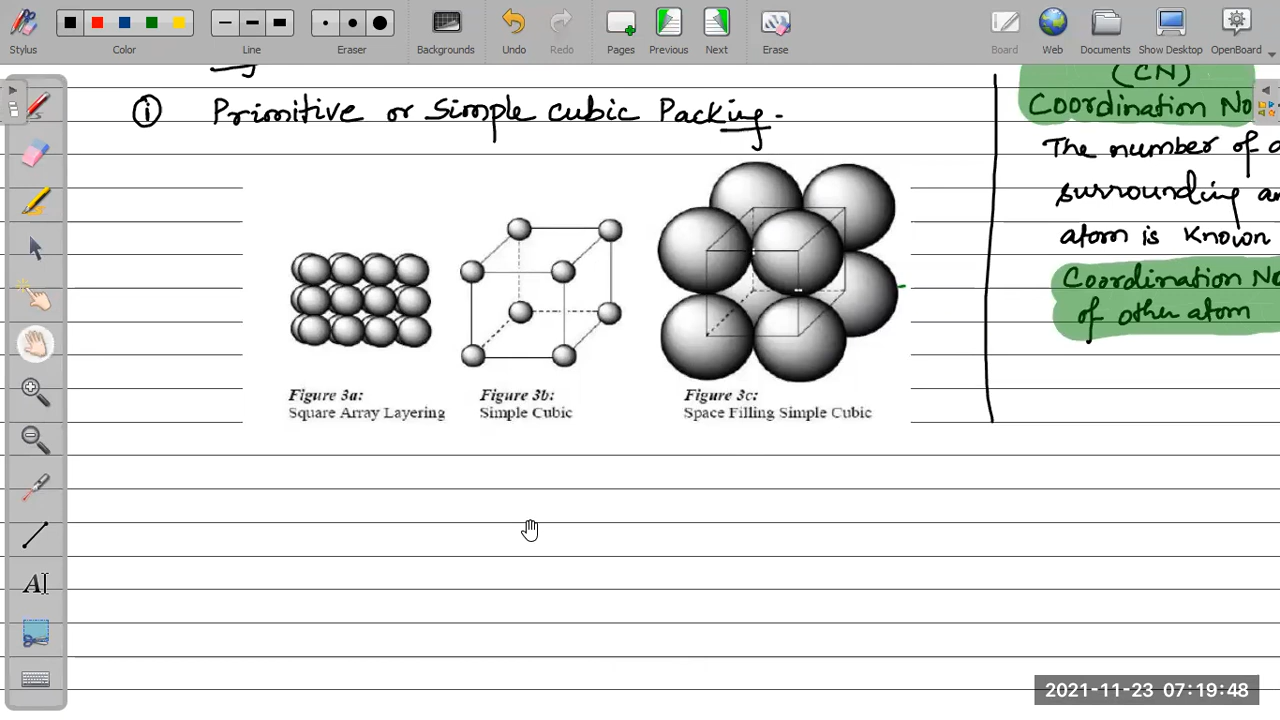 Stylus
Color
Line
Eraser
Backgrounds
Undo
Redo
Pages
Previous
Next
Erase
Board
Web
Documents
Show Desktop
OpenBoard
(i) Primitive or Simple cubic Packing.
Figure 3a:
Square Array Layering
Figure 3b:
Simple Cubic
Figure 3c:
Space Filling Simple Cubic
(CN)
Coordination No
The number of
surrounding
atom is known
Coordination No
of other atom
A
2021-11-23 07:19:48